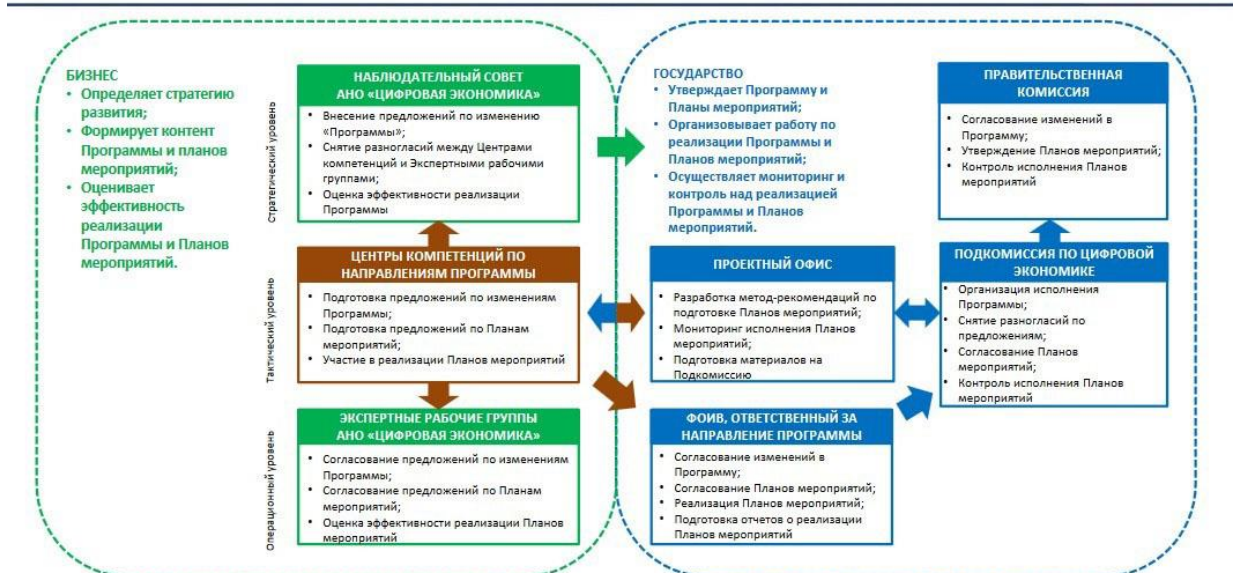 БИЗНЕС
• Определяет стратегию
развития;
• Формирует контент
Программы и планов
мероприятий;
• Оценивает
эффективность
реализации
Программы и Планов
мероприятий.
Стратегический уровень
НАБЛЮДАТЕЛЬНЫЙ СОВЕТ
АНО «ЦИФРОВАЯ ЭКОНОМИКА»
• Внесение предложений по изменению
«Программы»;
• Снятие разногласий между Центрами
компетенций и Экспертными рабочими
группами;
• Оценка эффективности реализации
Программы
Тактический уровень
ЦЕНТРЫ КОМПЕТЕНЦИЙ ПО
НАПРАВЛЕНИЯМ ПРОГРАММЫ
• Подготовка предложений по изменениям
Программы;
• Подготовка предложений по Планам
мероприятий;
• Участие в реализации Планов мероприятий
Операционный уровень
ЭКСПЕРТНЫЕ РАБОЧИЕ ГРУППЫ
АНО «ЦИФРОВАЯ ЭКОНОМИКА»
• Согласование предложений по изменениям
Программы;
• Согласование предложений по Планам
мероприятий;
• Оценка эффективности реализации Планов
мероприятий
ГОСУДАРСТВО
• Утверждает Программу и
Планы мероприятий;
• Организовывает работу по
реализации Программы и
Планов мероприятий;
• Осуществляет мониторинг и
контроль над реализацией
Программы и Планов
мероприятий.
ПРОЕКТНЫЙ ОФИС
• Разработка метод-рекомендаций по
подготовке Планов мероприятий;
• Мониторинг исполнения Планов
мероприятий;
• Подготовка материалов на
Подкомиссию
ФОИВ, ОТВЕТСТВЕННЫЙ ЗА
НАПРАВЛЕНИЕ ПРОГРАММЫ
• Согласование изменений в
Программу;
• Согласование Планов мероприятий;
• Реализация Планов мероприятий;
• Подготовка отчетов о реализации
Планов мероприятий
ПРАВИТЕЛЬСТВЕННАЯ
КОМИССИЯ
• Согласование изменений в
Программу;
• Утверждение Планов мероприятий;
• Контроль исполнения Планов
мероприятий
ПОДКОМИССИЯ ПО ЦИФРОВОЙ
ЭКОНОМИКЕ
• Организация исполнения
Программы;
• Снятие разногласий по
предложениям;
• Согласование Планов
мероприятий;
• Контроль исполнения Планов
мероприятий